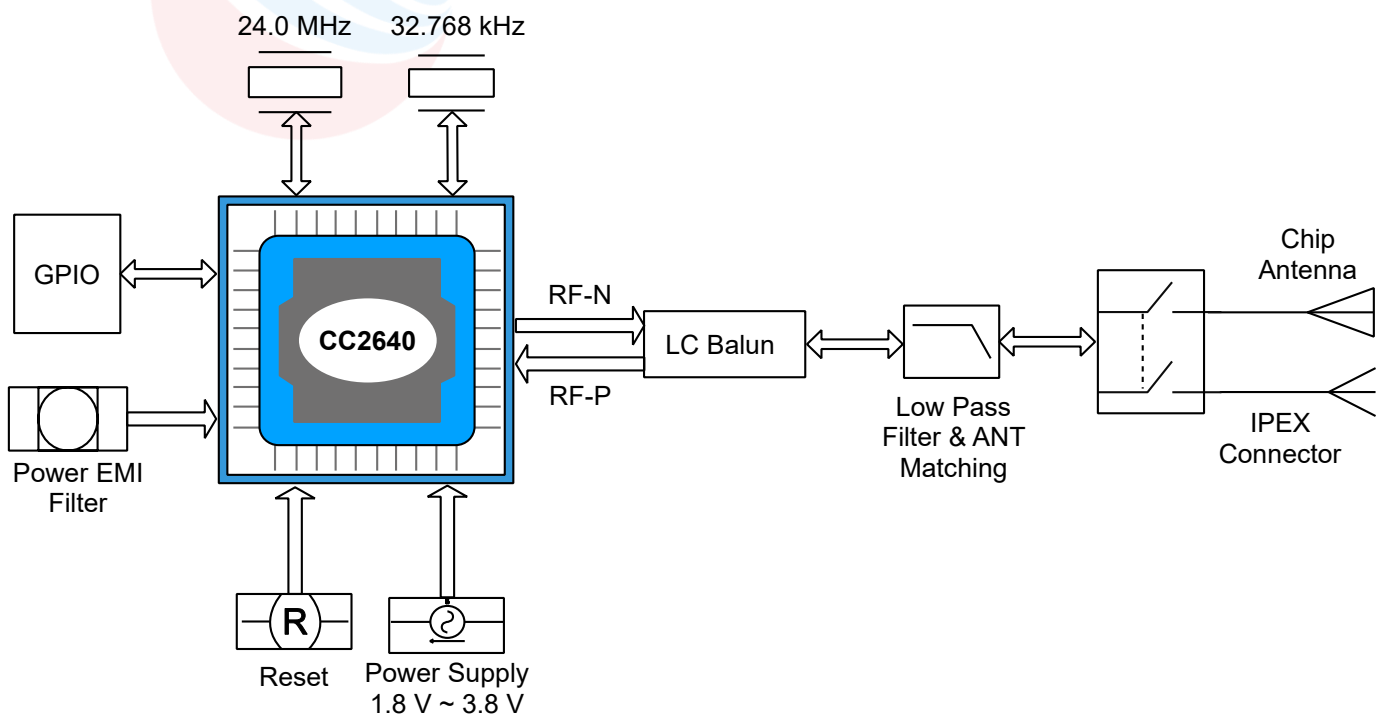 24.0 MHz
32.768 kHz
GPIO
CC2640
RF-N
RF-P
LC Balun
Low Pass
Filter & ANT
Matching
Chip
Antenna
IPEX
Connector
Power EMI
Filter
R
Reset
Power Supply
1.8 V ~ 3.8 V